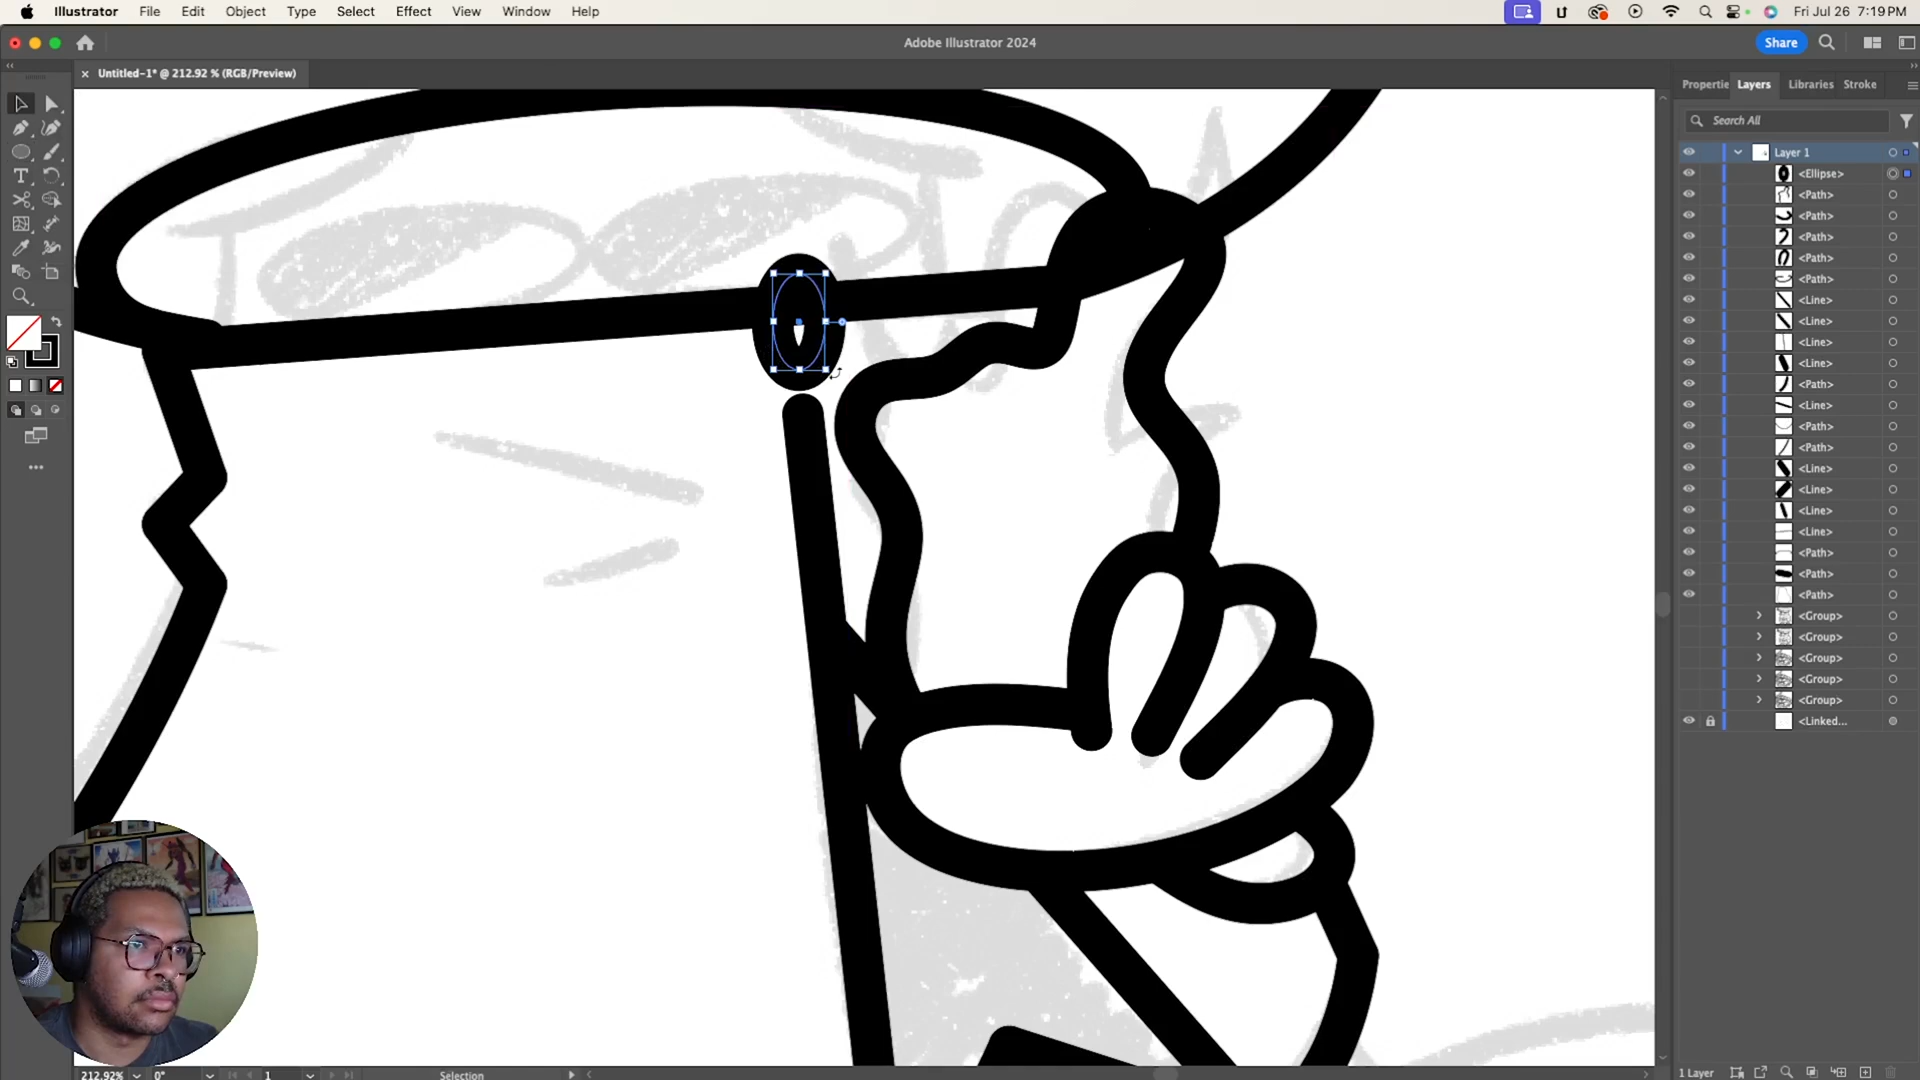 Illustrator File Edit Object Type Select Effect View Window Help Fri Jul 26 7:19 PM
Adobe Illustrator 2024 Share
× Untitled-1* @ 212.92 % (RGB/Preview)
Propertie Layers Libraries Stroke
Search All
Layer 1
<Ellipse>
<Path>
<Path>
<Path>
<Path>
<Path>
<Line>
<Line>
<Line>
<Line>
<Path>
<Line>
<Path>
<Path>
<Line>
<Line>
<Line>
<Line>
<Path>
<Path>
<Path>
<Group>
<Group>
<Group>
<Group>
<Group>
<Linked...
212.92% 0° 1 Selection 1 Layer